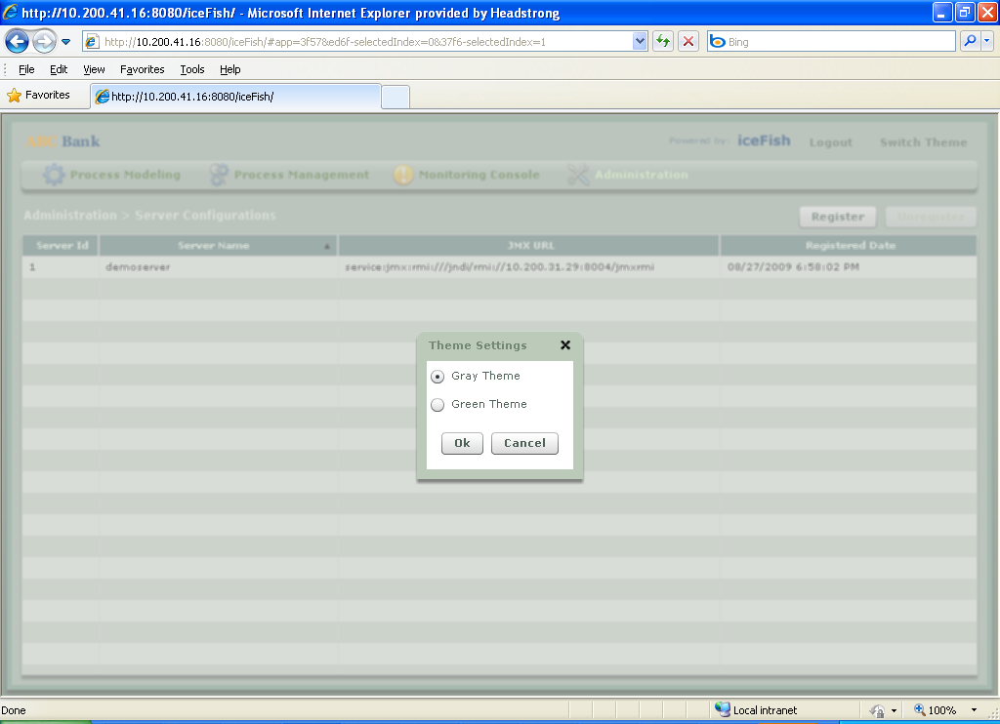 http://10.200.41.16:8080/iceFish/ - Microsoft Internet Explorer provided by Headstrong
http://10.200.41.16:8080/iceFish/#app=3f57&ed6f-selectedIndex=0&37f6-selectedIndex=1
Bing
File Edit View Favorites Tools Help
Favorites http://10.200.41.16:8080/iceFish/
ABC Bank Powered by: iceFish Logout Switch Theme
Process Modeling Process Management Monitoring Console Administration
Administration > Server Configurations Register Unregister
Server Id Server Name JMX URL Registered Date
1 demoserver service:jmx:rmi:///jndi/rmi://10.200.31.29:8004/jmxrmi 08/27/2009 6:58:02 PM
Theme Settings
Gray Theme
Green Theme
Ok Cancel
Done Local intranet 100%